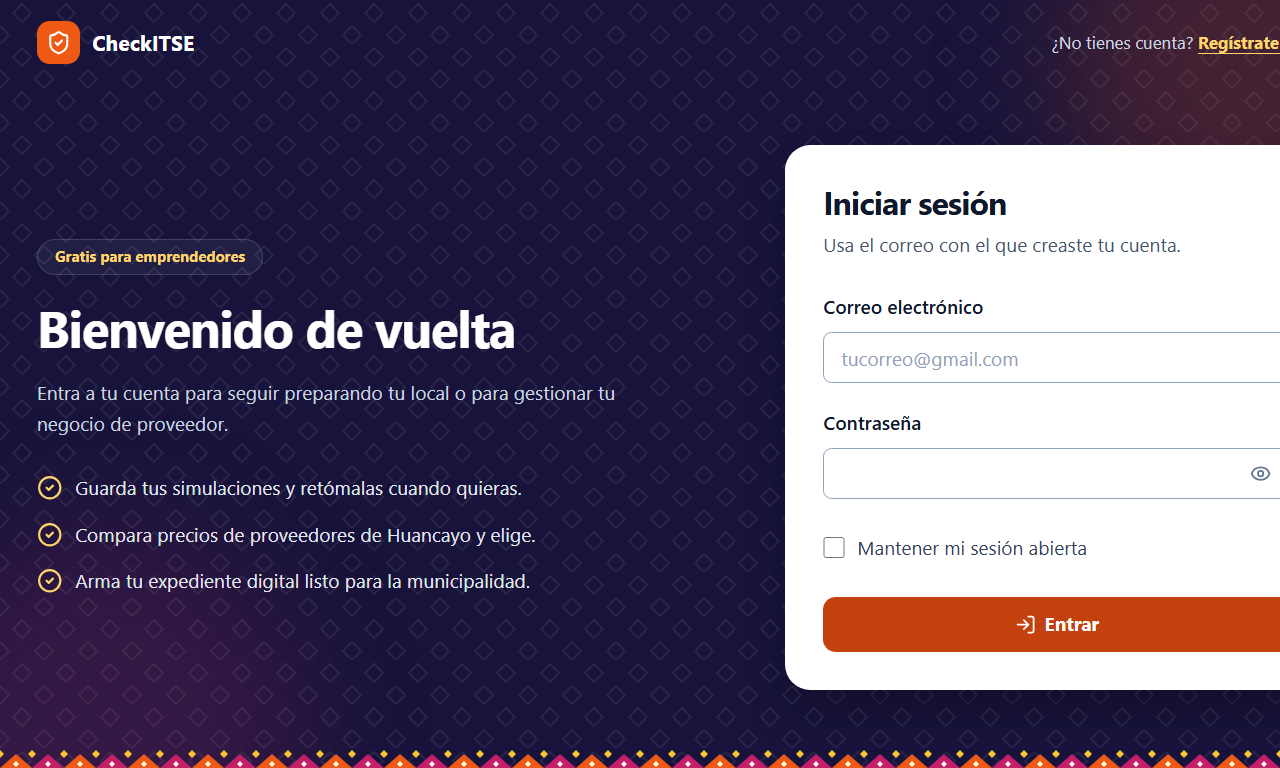 CheckITSE
¿No tienes cuenta? Regístrate
Gratis para emprendedores
Bienvenido de vuelta
Entra a tu cuenta para seguir preparando tu local o para gestionar tu
negocio de proveedor.
Guarda tus simulaciones y retómalas cuando quieras.
Compara precios de proveedores de Huancayo y elige.
Arma tu expediente digital listo para la municipalidad.
Iniciar sesión
Usa el correo con el que creaste tu cuenta.
Correo electrónico
tucorreo@gmail.com
Contraseña
Mantener mi sesión abierta
Entrar